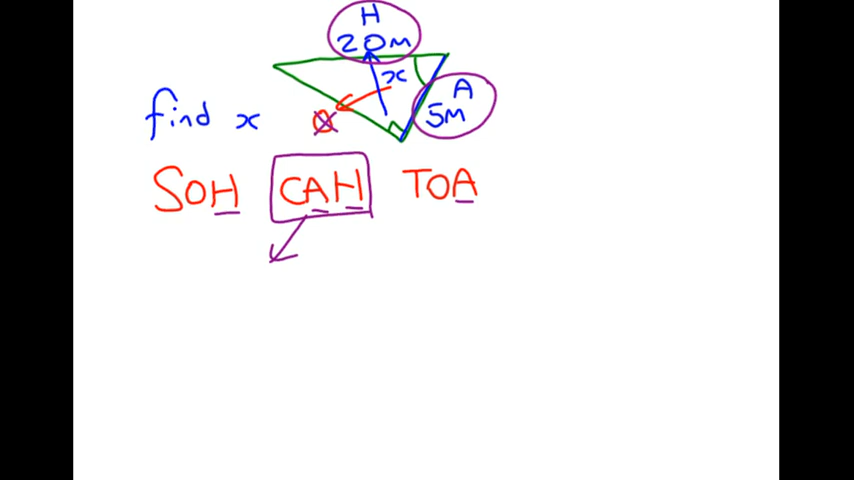 H
20m
x
A
5m
find x
O
SOH CAH TOA